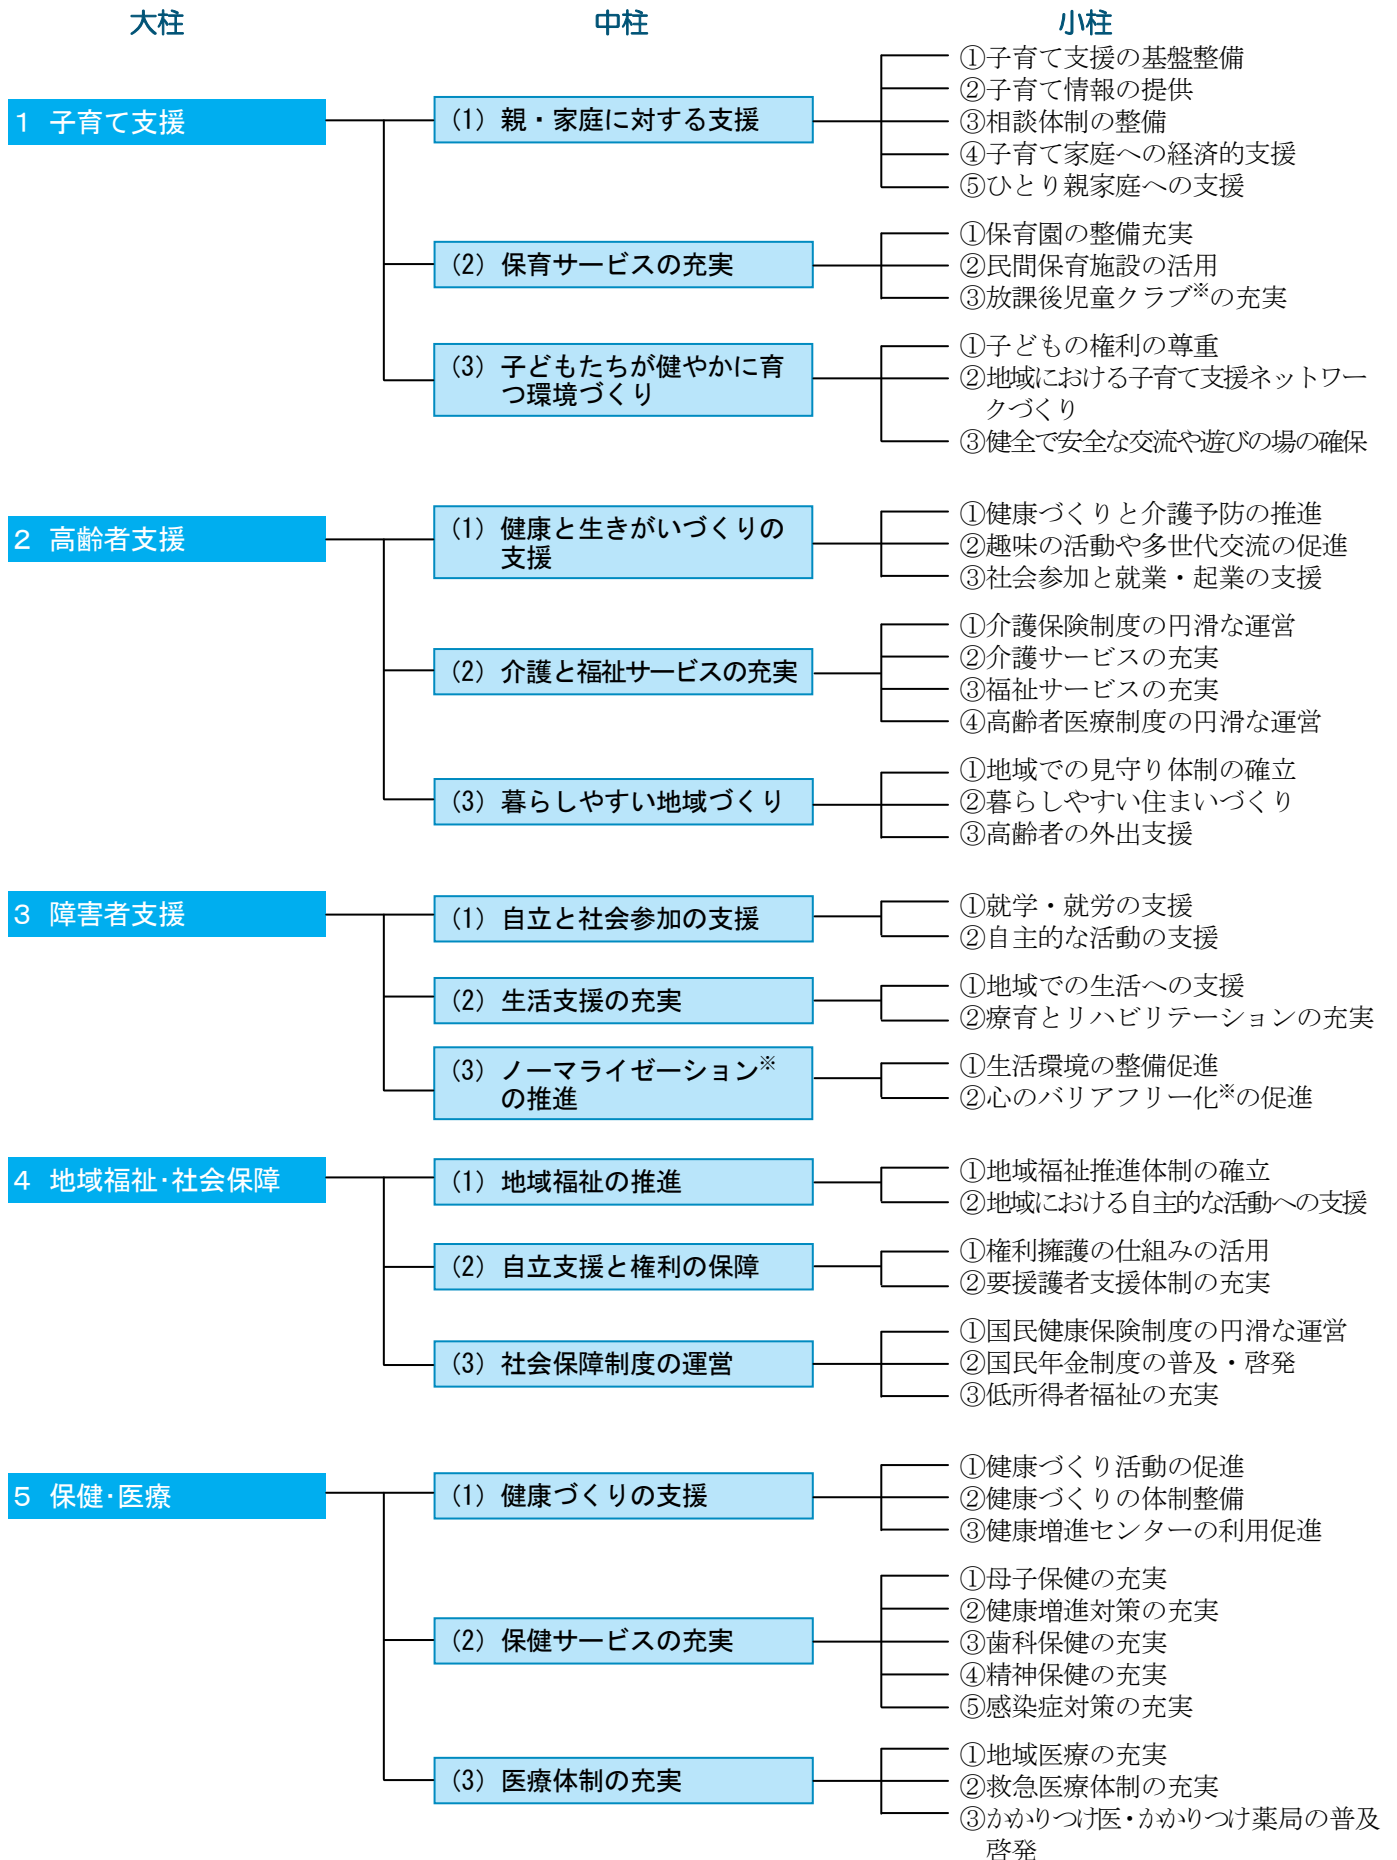 大柱
中柱
小柱
1 子育て支援
(1) 親・家庭に対する支援
①子育て支援の基盤整備
②子育て情報の提供
③相談体制の整備
④子育て家庭への経済的支援
⑤ひとり親家庭への支援
(2) 保育サービスの充実
①保育園の整備充実
②民間保育施設の活用
③放課後児童クラブ※の充実
(3) 子どもたちが健やかに育
つ環境づくり
①子どもの権利の尊重
②地域における子育て支援ネットワー
クづくり
③健全で安全な交流や遊びの場の確保
2 高齢者支援
(1) 健康と生きがいづくりの
支援
①健康づくりと介護予防の推進
②趣味の活動や多世代交流の促進
③社会参加と就業・起業の支援
(2) 介護と福祉サービスの充実
①介護保険制度の円滑な運営
②介護サービスの充実
③福祉サービスの充実
④高齢者医療制度の円滑な運営
(3) 暮らしやすい地域づくり
①地域での見守り体制の確立
②暮らしやすい住まいづくり
③高齢者の外出支援
3 障害者支援
(1) 自立と社会参加の支援
①就学・就労の支援
②自主的な活動の支援
(2) 生活支援の充実
①地域での生活への支援
②療育とリハビリテーションの充実
(3) ノーマライゼーション※
の推進
①生活環境の整備促進
②心のバリアフリー化※の促進
4 地域福祉・社会保障
(1) 地域福祉の推進
①地域福祉推進体制の確立
②地域における自主的な活動への支援
(2) 自立支援と権利の保障
①権利擁護の仕組みの活用
②要援護者支援体制の充実
(3) 社会保障制度の運営
①国民健康保険制度の円滑な運営
②国民年金制度の普及・啓発
③低所得者福祉の充実
5 保健・医療
(1) 健康づくりの支援
①健康づくり活動の促進
②健康づくりの体制整備
③健康増進センターの利用促進
(2) 保健サービスの充実
①母子保健の充実
②健康増進対策の充実
③歯科保健の充実
④精神保健の充実
⑤感染症対策の充実
(3) 医療体制の充実
①地域医療の充実
②救急医療体制の充実
③かかりつけ医・かかりつけ薬局の普及
啓発